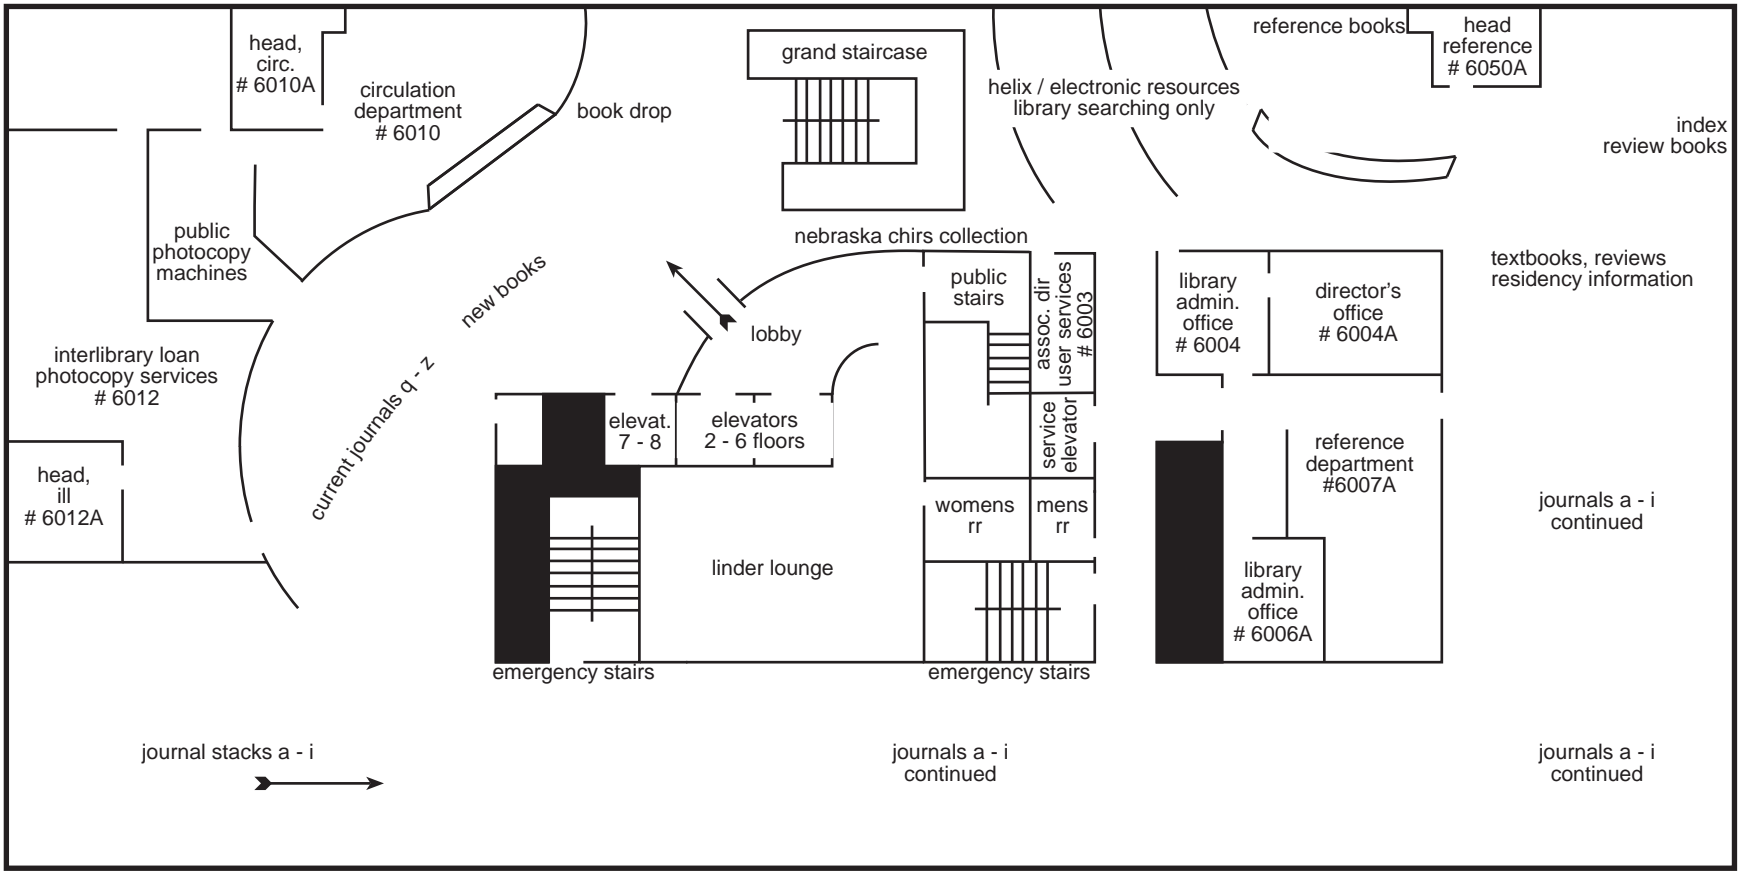 head,
circ.
# 6010A
circulation
department
# 6010
book drop
grand staircase
helix / electronic resources
library searching only
reference books
head
reference
# 6050A
index
review books
public
photocopy
machines
new books
nebraska chirs collection
lobby
public
stairs
assoc. dir
user services
# 6003
library
admin.
office
# 6004
director's
office
# 6004A
textbooks, reviews
residency information
interlibrary loan
photocopy services
# 6012
current journals q - z
elevat.
7 - 8
elevators
2 - 6 floors
service
elevator
reference
department
#6007A
head,
ill
# 6012A
womens
rr
mens
rr
journals a - i
continued
linder lounge
library
admin.
office
# 6006A
emergency stairs
emergency stairs
journal stacks a - i
journals a - i
continued
journals a - i
continued